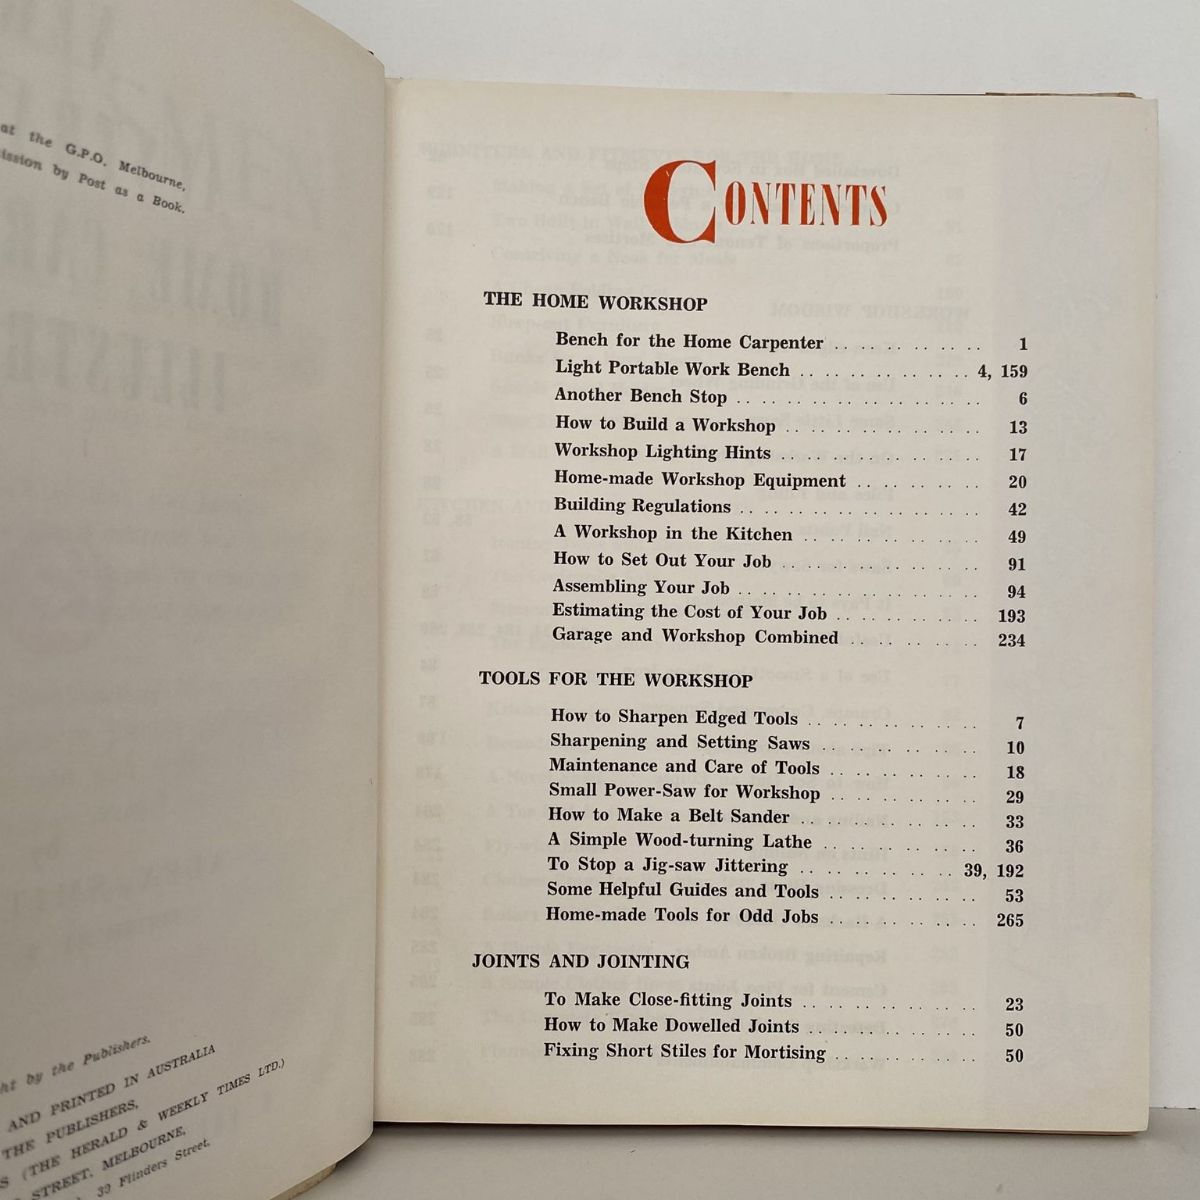 at the G.P.O. Melbourne,
ission by Post as a Book.
ht by the Publishers.
AND PRINTED IN AUSTRALIA
THE PUBLISHERS,
S (THE HERALD & WEEKLY TIMES LTD.)
STREET, MELBOURNE,
39 Flinders Street.
CONTENTS
THE HOME WORKSHOP
Bench for the Home Carpenter . . . . . . . . . . 1
Light Portable Work Bench . . . . . . . . . . . . 4, 159
Another Bench Stop . . . . . . . . . . . . . . . . . 6
How to Build a Workshop . . . . . . . . . . . . . 13
Workshop Lighting Hints . . . . . . . . . . . . . . 17
Home-made Workshop Equipment . . . . . . . . 20
Building Regulations . . . . . . . . . . . . . . . . . 42
A Workshop in the Kitchen . . . . . . . . . . . . 49
How to Set Out Your Job . . . . . . . . . . . . . 91
Assembling Your Job . . . . . . . . . . . . . . . . . 94
Estimating the Cost of Your Job . . . . . . . . . . 193
Garage and Workshop Combined . . . . . . . . . 234
TOOLS FOR THE WORKSHOP
How to Sharpen Edged Tools . . . . . . . . . . . . 7
Sharpening and Setting Saws . . . . . . . . . . . 10
Maintenance and Care of Tools . . . . . . . . . . 18
Small Power-Saw for Workshop . . . . . . . . . . 29
How to Make a Belt Sander . . . . . . . . . . . . 33
A Simple Wood-turning Lathe . . . . . . . . . . . 36
To Stop a Jig-saw Jittering . . . . . . . . . . . 39, 192
Some Helpful Guides and Tools . . . . . . . . . . 53
Home-made Tools for Odd Jobs . . . . . . . . . . 265
JOINTS AND JOINTING
To Make Close-fitting Joints . . . . . . . . . . . . 23
How to Make Dowelled Joints . . . . . . . . . . . 50
Fixing Short Stiles for Mortising . . . . . . . . . . 50